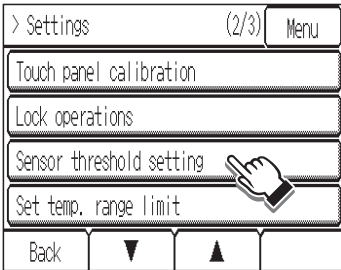 > Settings (2/3) Menu
Touch panel calibration
Lock operations
Sensor threshold setting
Set temp. range limit
Back ▼ ▲